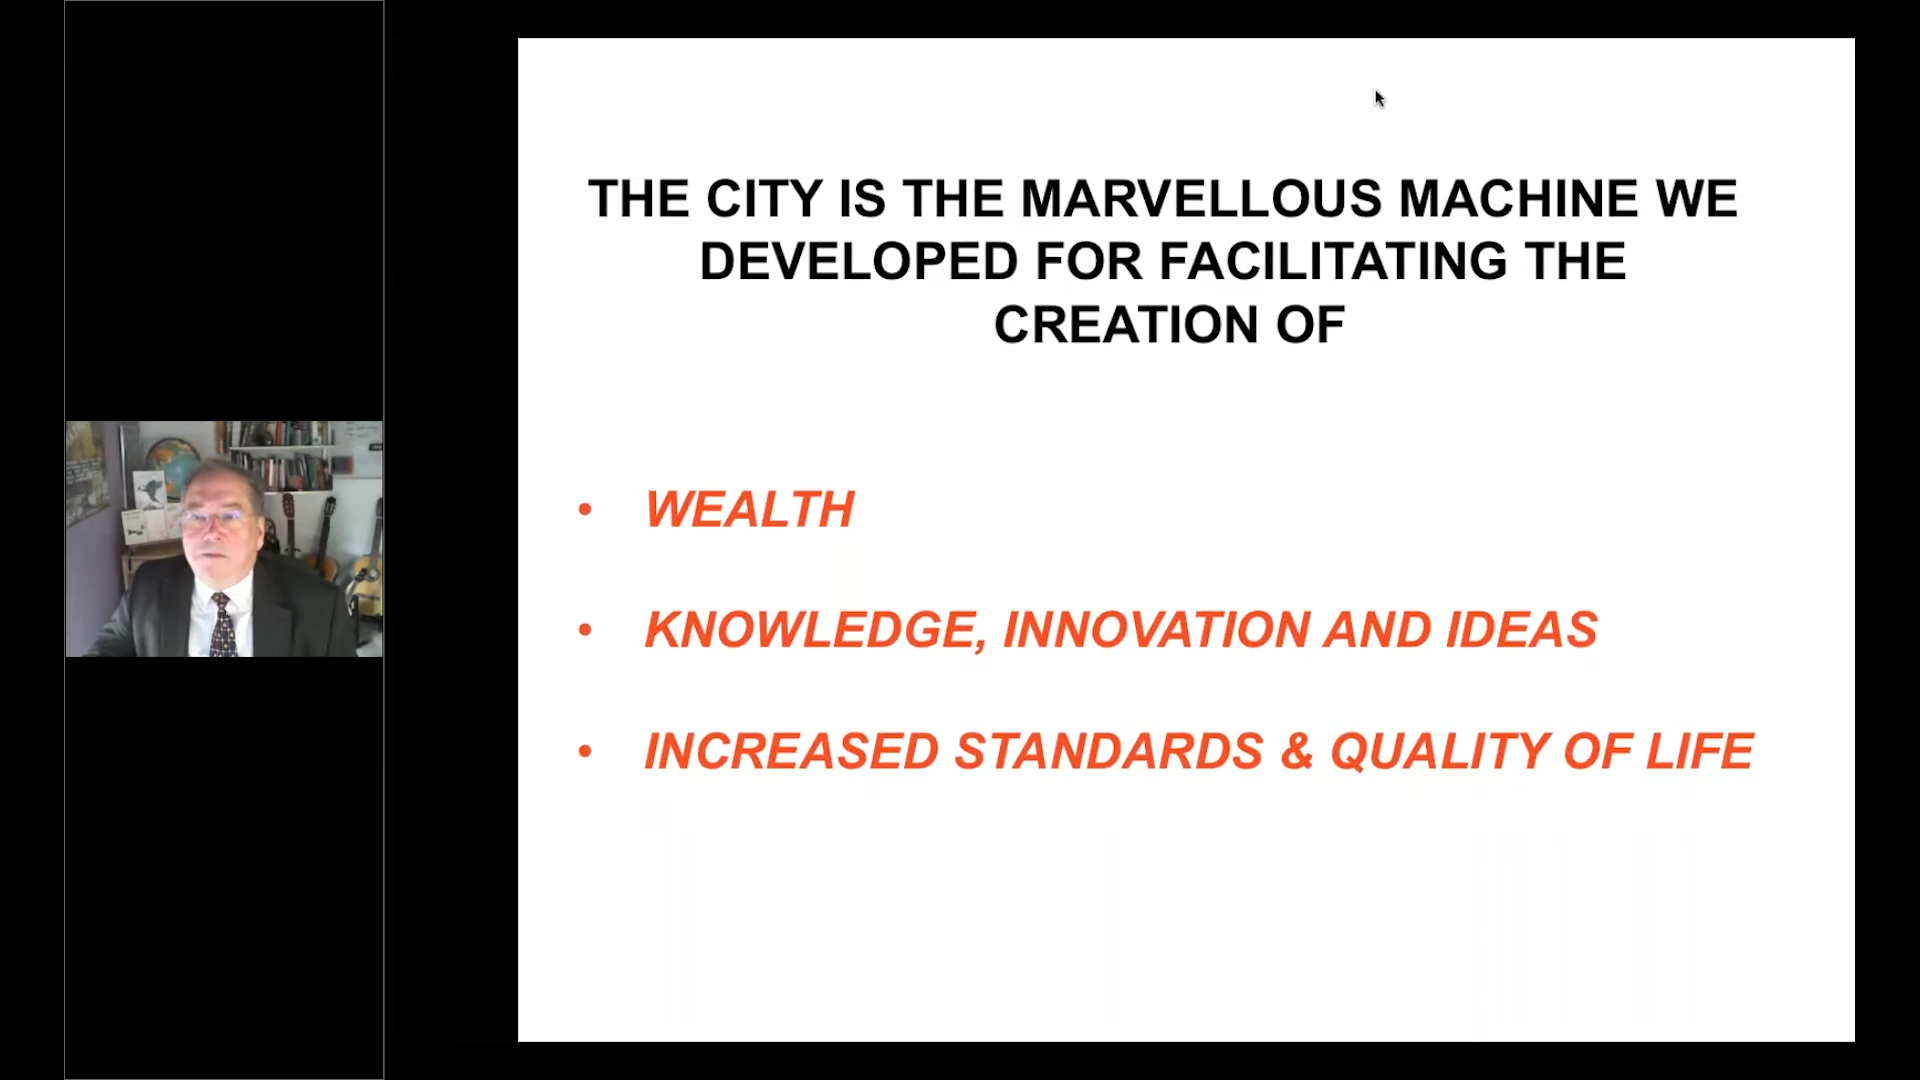 THE CITY IS THE MARVELLOUS MACHINE WE
DEVELOPED FOR FACILITATING THE
CREATION OF
• WEALTH
• KNOWLEDGE, INNOVATION AND IDEAS
• INCREASED STANDARDS & QUALITY OF LIFE